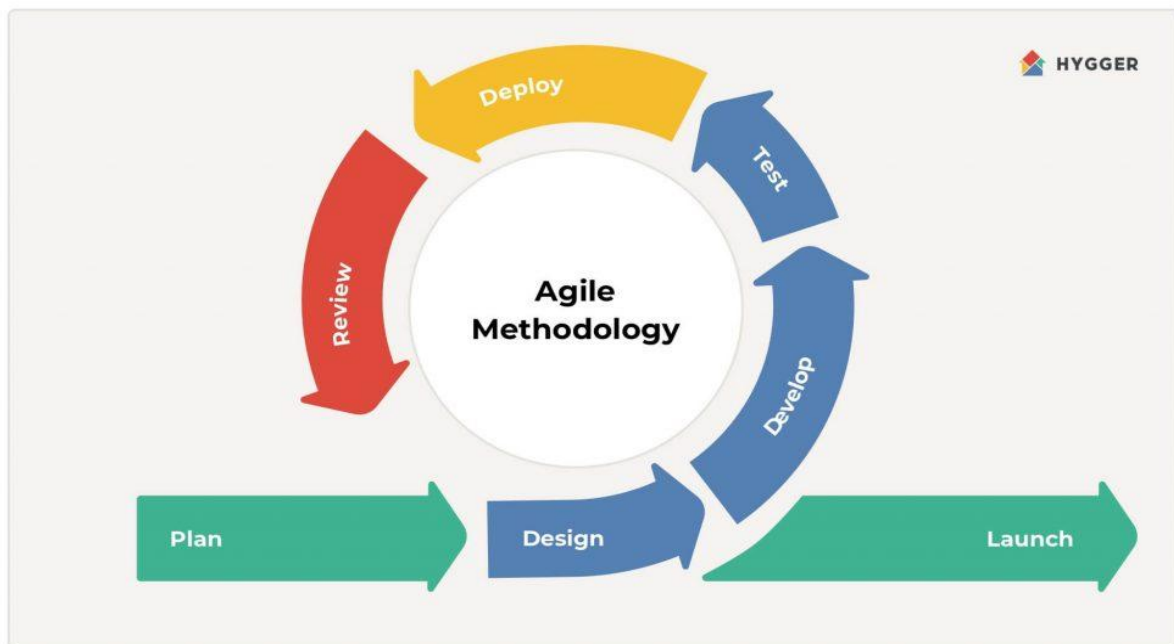 HYGGER
Deploy
Test
Review
Agile
Methodology
Develop
Plan
Design
Launch